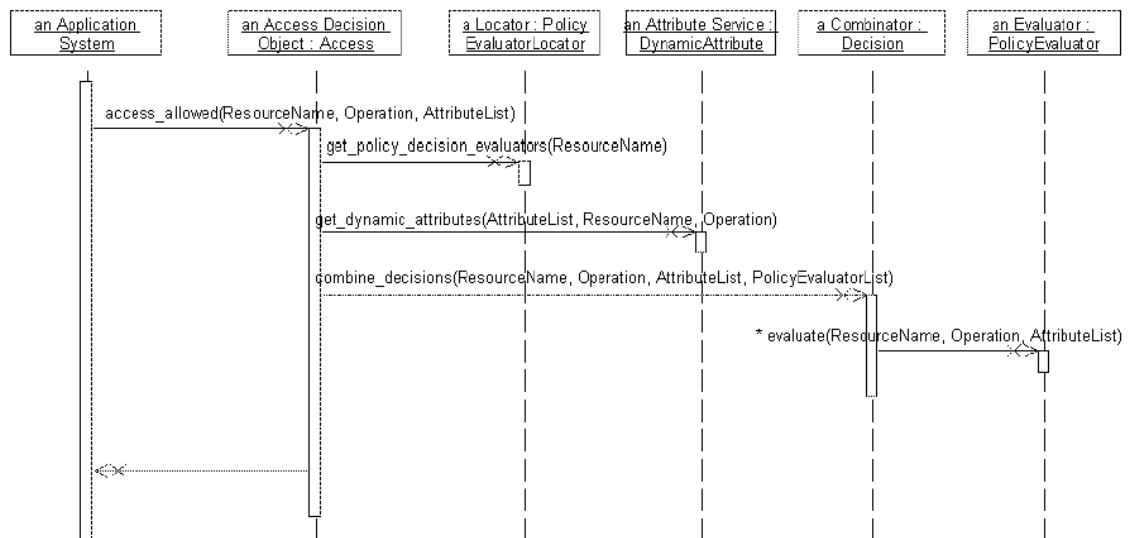 an Application
System
an Access Decision
Object : Access
a Locator : Policy
EvaluatorLocator
an Attribute Service :
DynamicAttribute
a Combinator :
Decision
an Evaluator :
PolicyEvaluator
access_allowed(ResourceName, Operation, AttributeList)
get_policy_decision_evaluators(ResourceName)
get_dynamic_attributes(AttributeList, ResourceName, Operation)
combine_decisions(ResourceName, Operation, AttributeList, PolicyEvaluatorList)
* evaluate(ResourceName, Operation, AttributeList)